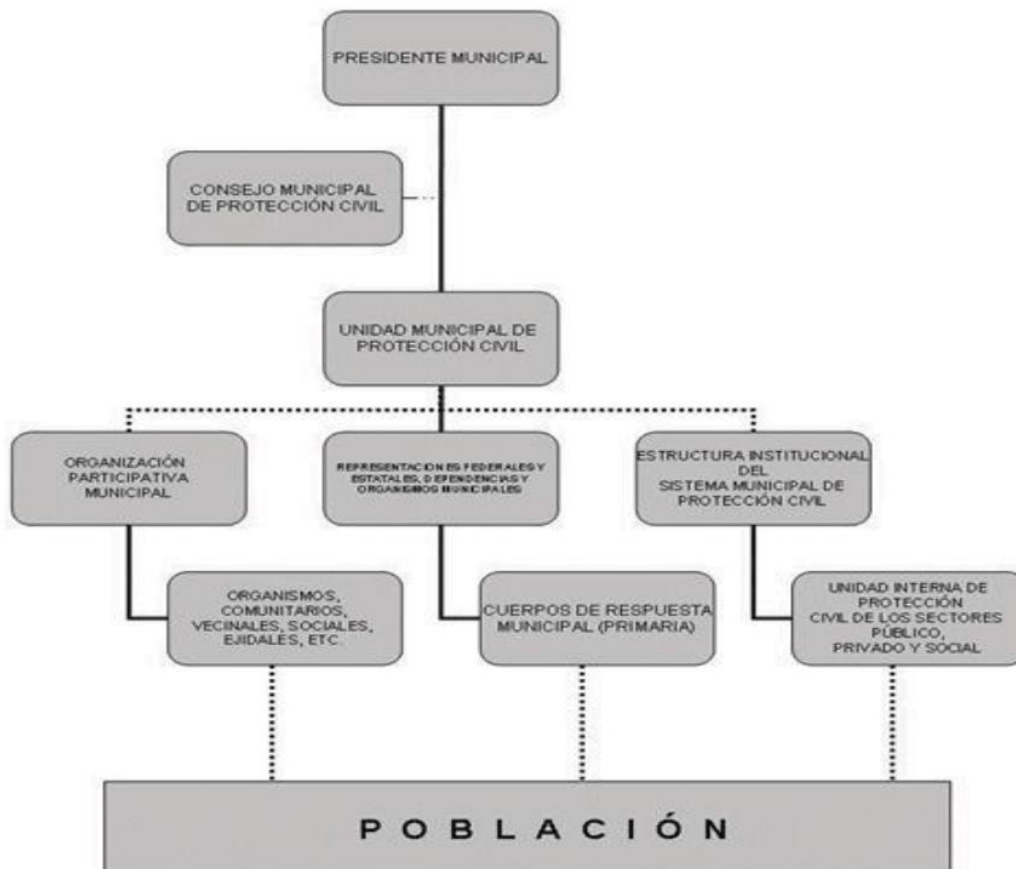 PRESIDENTE MUNICIPAL
CONSEJO MUNICIPAL
DE PROTECCIÓN CIVIL
UNIDAD MUNICIPAL DE
PROTECCIÓN CIVIL
ORGANIZACIÓN
PARTICIPATIVA
MUNICIPAL
REPRESENTACIONES FEDERALES Y
ESTATALES, DEPENDENCIAS Y
ORGANISMOS MUNICIPALES
ESTRUCTURA INSTITUCIONAL
DEL
SISTEMA MUNICIPAL DE
PROTECCIÓN CIVIL
ORGANISMOS,
COMUNITARIOS,
VECINALES, SOCIALES,
EJIDALES, ETC.
CUERPOS DE RESPUESTA
MUNICIPAL (PRIMARIA)
UNIDAD INTERNA DE
PROTECCIÓN
CIVIL DE LOS SECTORES
PÚBLICO,
PRIVADO Y SOCIAL
POBLACIÓN